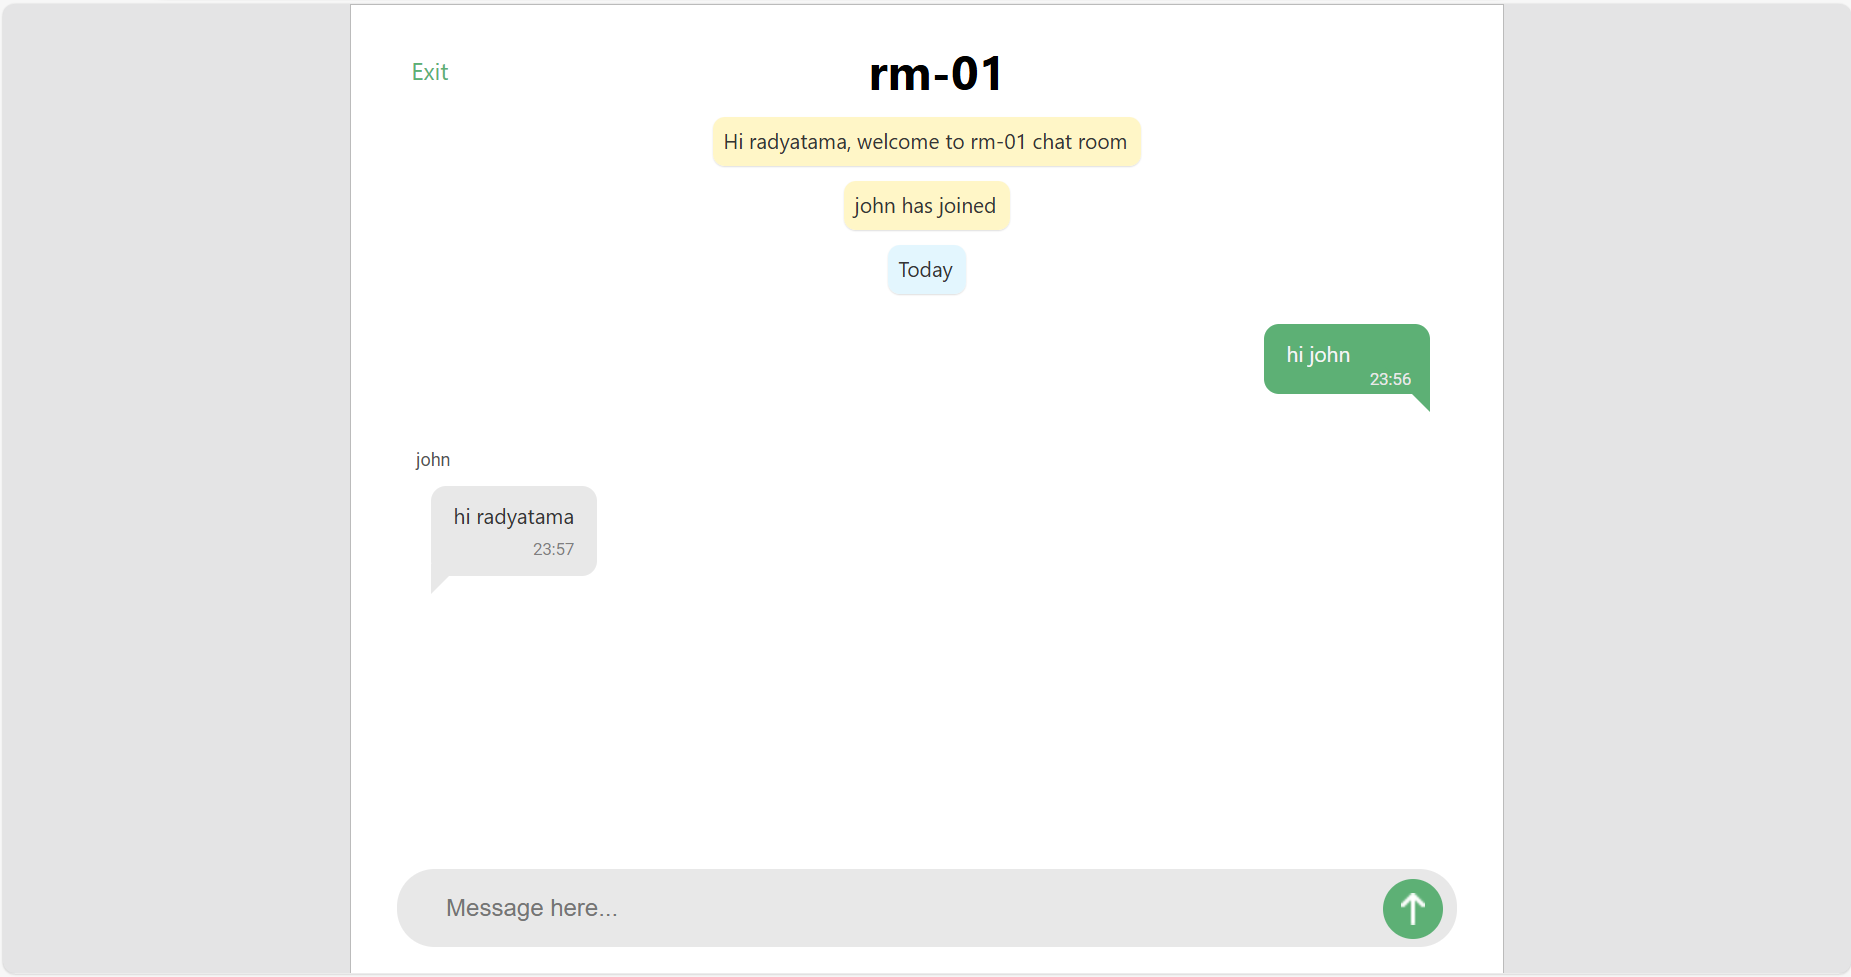 Exit
rm-01
Hi radyatama, welcome to rm-01 chat room
john has joined
Today
hi john
23:56
john
hi radyatama
23:57
Message here...